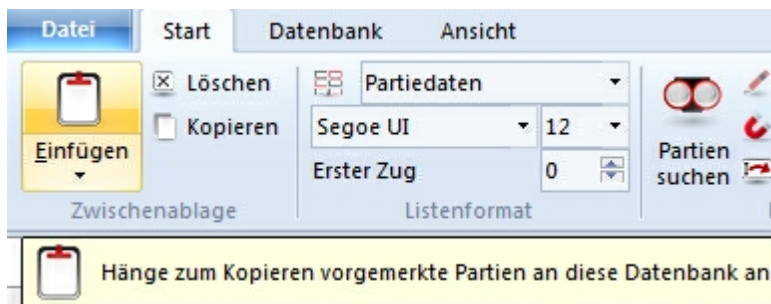 Datei Start Datenbank Ansicht
Löschen Partiedaten
Kopieren Segoe UI 12
Einfügen Erster Zug 0 Partien suchen
Zwischenablage Listenformat
Hänge zum Kopieren vorgemerkte Partien an diese Datenbank an